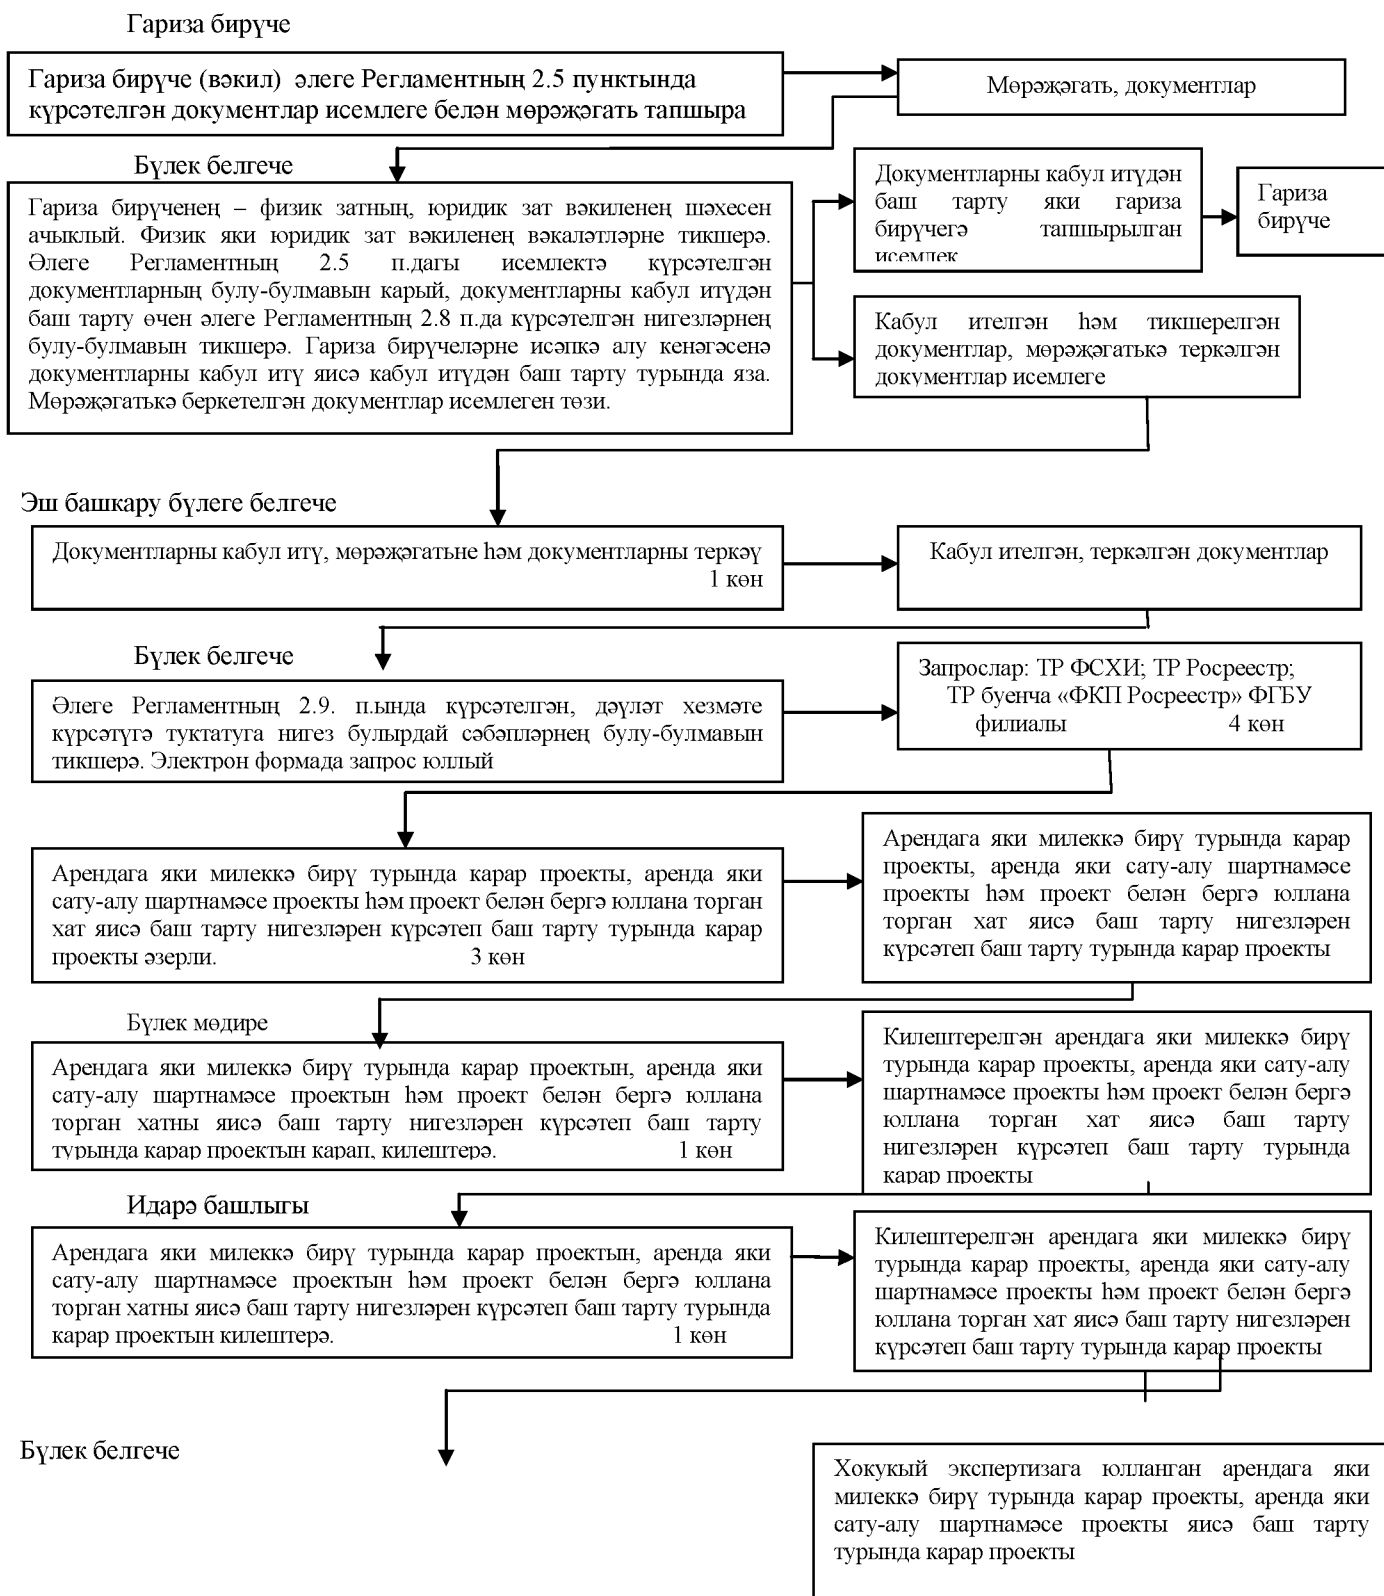 Гариза бирүче
Гариза бирүче (вәкил) әлеге Регламентның 2.5 пунктында
күрсәтелгән документлар исемлеге белән мөрәҗәгать тапшыра
Мөрәҗәгать, документлар
Бүлек белгече
Гариза бирүченең – физик затның, юридик зат вәкиленең шәхесен
ачыклый. Физик яки юридик зат вәкиленең вәкаләтләрне тикшерә.
Әлеге Регламентның 2.5 п.дагы исемлектә күрсәтелгән
документларның булу-булмавын карый, документларны кабул итүдән
баш тарту өчен әлеге Регламентның 2.8 п.да күрсәтелгән нигезләрнең
булу-булмавын тикшерә. Гариза бирүчеләрне исәпкә алу кенәгәсенә
документларны кабул итү яисә кабул итүдән баш тарту турында яза.
Мөрәҗәгатькә беркетелгән документлар исемлеген төзи.
Документларны кабул итүдән
баш тарту яки гариза
бирүчегә тапшырылган
исемлек
Гариза
бирүче
Кабул ителгән һәм тикшерелгән
документлар, мөрәҗәгатькә теркәлгән
документлар исемлеге
Эш башкару бүлеге белгече
Документларны кабул итү, мөрәҗәгатьне һәм документларны теркәү
1 көн
Кабул ителгән, теркәлгән документлар
Бүлек белгече
Әлеге Регламентның 2.9. п.ында күрсәтелгән, дәүләт хезмәте
күрсәтүгә туктатуга нигез булырдай сәбәпләрнең булу-булмавын
тикшерә. Электрон формада запрос юллый
Запрослар: ТР ФСХИ; ТР Росреестр;
ТР буенча «ФКП Росреестр» ФГБУ
филиалы 4 көн
Арендага яки милеккә бирү турында карар проекты, аренда яки
сату-алу шартнамәсе проекты һәм проект белән бергә юллана торган
хат яисә баш тарту нигезләрен күрсәтеп баш тарту турында карар
проекты әзерли. 3 көн
Арендага яки милеккә бирү турында карар
проекты, аренда яки сату-алу шартнамәсе
проекты һәм проект белән бергә юллана
торган хат яисә баш тарту нигезләрен
күрсәтеп баш тарту турында карар проекты
Бүлек мөдире
Арендага яки милеккә бирү турында карар проектын, аренда яки
сату-алу шартнамәсе проектын һәм проект белән бергә юллана
торган хатны яисә баш тарту нигезләрен күрсәтеп баш тарту
турында карар проектын карап, килештерә. 1 көн
Килештерелгән арендага яки милеккә бирү
турында карар проекты, аренда яки сату-алу
шартнамәсе проекты һәм проект белән бергә
юллана торган хат яисә баш тарту
нигезләрен күрсәтеп баш тарту турында
карар проекты
Идарә башлыгы
Арендага яки милеккә бирү турында карар проектын, аренда яки
сату-алу шартнамәсе проектын һәм проект белән бергә юллана
торган хатны яисә баш тарту нигезләрен күрсәтеп баш тарту турында
карар проектын килештерә. 1 көн
Килештерелгән арендага яки милеккә бирү
турында карар проекты, аренда яки сату-алу
шартнамәсе проекты һәм проект белән бергә
юллана торган хат яисә баш тарту нигезләрен
күрсәтеп баш тарту турында карар проекты
Бүлек белгече
Хокукый экспертизага юлланган арендага яки
милеккә бирү турында карар проекты, аренда яки
сату-алу шартнамәсе проекты яисә баш тарту
турында карар проекты